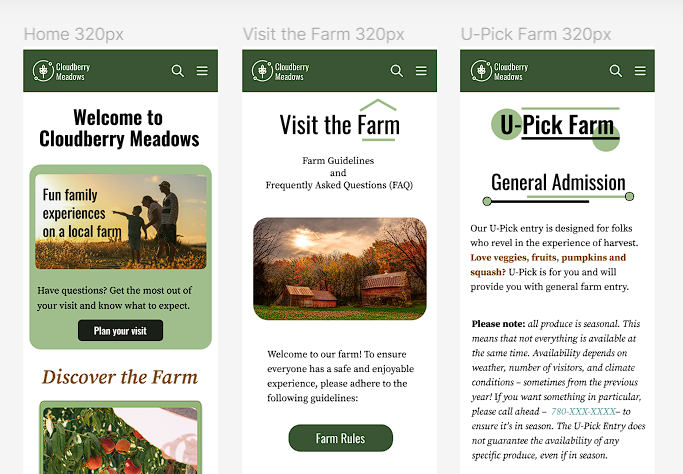 Home 320px
Cloudberry
Meadows
Welcome to
Cloudberry Meadows
Fun family
experiences
on a local farm
Have questions? Get the most out of
your visit and know what to expect.
Plan your visit
Discover the Farm
Visit the Farm 320px
Cloudberry
Meadows
Visit the Farm
Farm Guidelines
and
Frequently Asked Questions (FAQ)
Welcome to our farm! To ensure
everyone has a safe and enjoyable
experience, please adhere to the
following guidelines:
Farm Rules
U-Pick Farm 320px
Cloudberry
Meadows
U-Pick Farm
General Admission
Our U-Pick entry is designed for folks
who revel in the experience of harvest.
Love veggies, fruits, pumpkins and
squash? U-Pick is for you and will
provide you with general farm entry.
Please note: all produce is seasonal. This
means that not everything is available at
the same time. Availability depends on
weather, number of visitors, and climate
conditions – sometimes from the previous
year! If you want something in particular,
please call ahead – 780-XXX-XXXX– to
ensure it's in season. The U-Pick Entry does
not guarantee the availability of any
specific produce, even if in season.